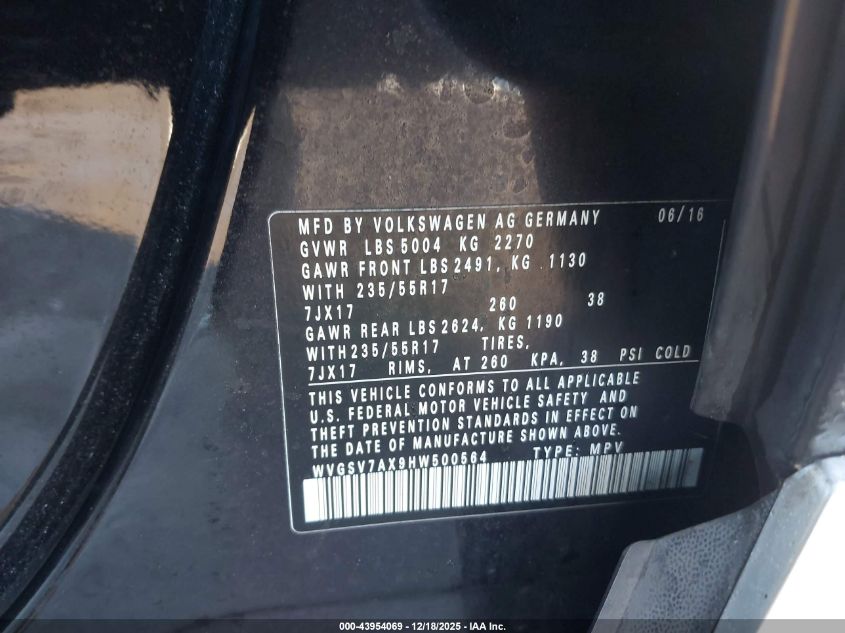 MFD BY VOLKSWAGEN AG GERMANY 06/16
GVWR LBS 5004 KG 2270
GAWR FRONT LBS 2491, KG 1130
WITH 235/55R17
7JX17 260 38
GAWR REAR LBS 2624, KG 1190
WITH 235/55R17 TIRES,
7JX17 RIMS, AT 260 KPA, 38 PSI COLD
THIS VEHICLE CONFORMS TO ALL APPLICABLE
U.S. FEDERAL MOTOR VEHICLE SAFETY AND
THEFT PREVENTION STANDARDS IN EFFECT ON
THE DATE OF MANUFACTURE SHOWN ABOVE.
WVGSV7AX9HW500564 TYPE: MPV
000-43954069 - 12/18/2025 - IAA Inc.